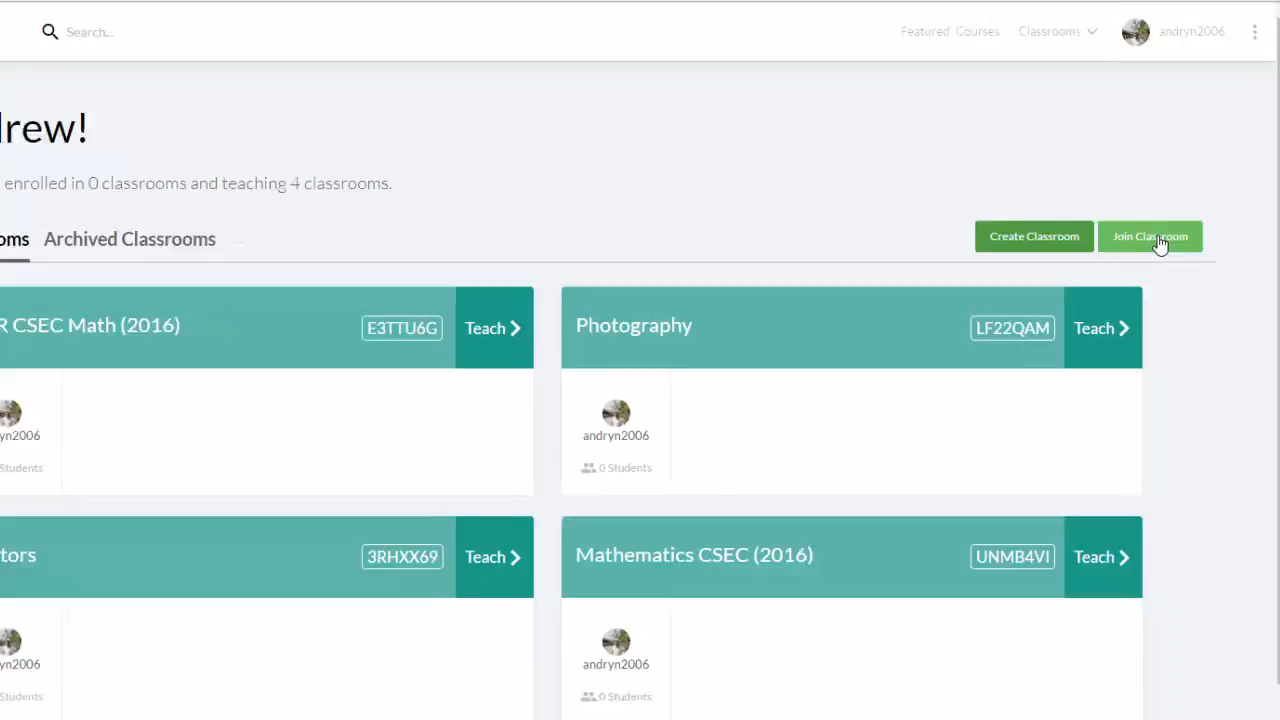 Search...
Featured Courses
Classrooms
andryn2006
drew!
enrolled in 0 classrooms and teaching 4 classrooms.
oms
Archived Classrooms
Create Classroom
Join Classroom
R CSEC Math (2016)
E3TTU6G
Teach
Photography
LF22QAM
Teach
yn2006
Students
andryn2006
0 Students
tors
3RHXX69
Teach
Mathematics CSEC (2016)
UNMB4VI
Teach
yn2006
Students
andryn2006
0 Students